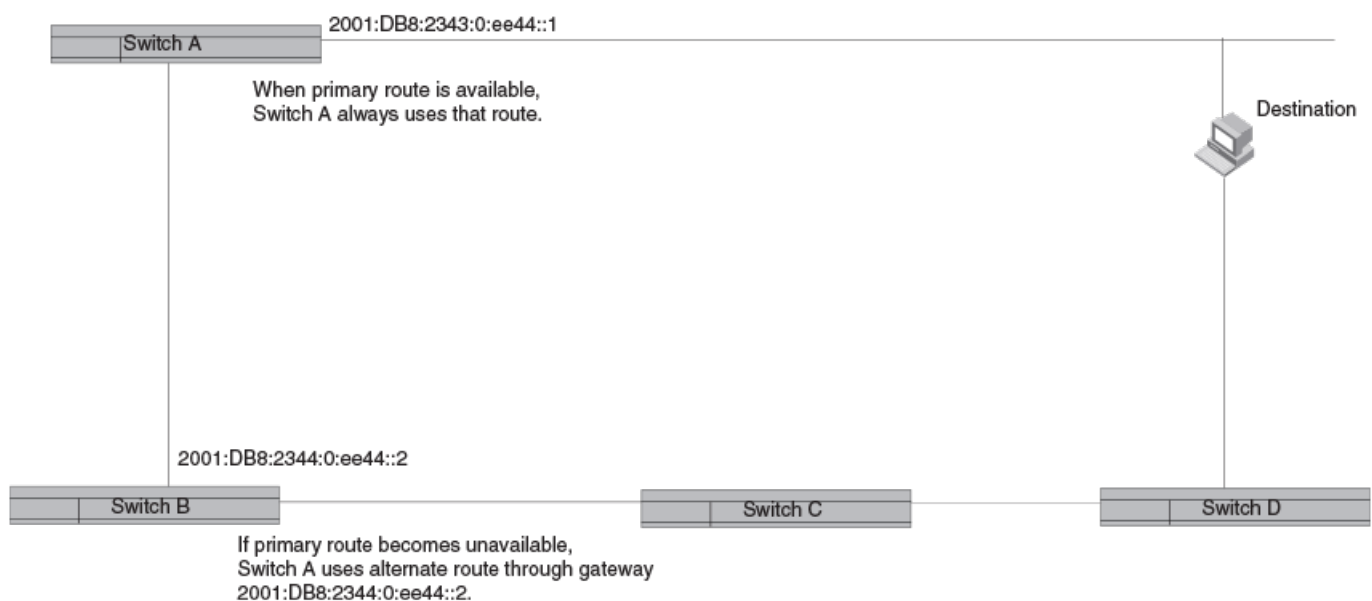 2001:DB8:2343:0:ee44::1
Switch A
When primary route is available,
Switch A always uses that route.
Destination
2001:DB8:2344:0:ee44::2
Switch B
Switch C
Switch D
If primary route becomes unavailable,
Switch A uses alternate route through gateway
2001:DB8:2344:0:ee44::2.